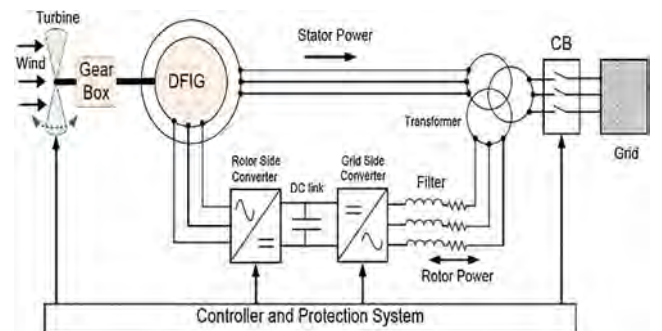 Turbine
Wind
Gear
Box
DFIG
Stator Power
CB
Transformer
Grid
Rotor Side
Converter
DC link
Grid Side
Converter
Filter
Rotor Power
Controller and Protection System